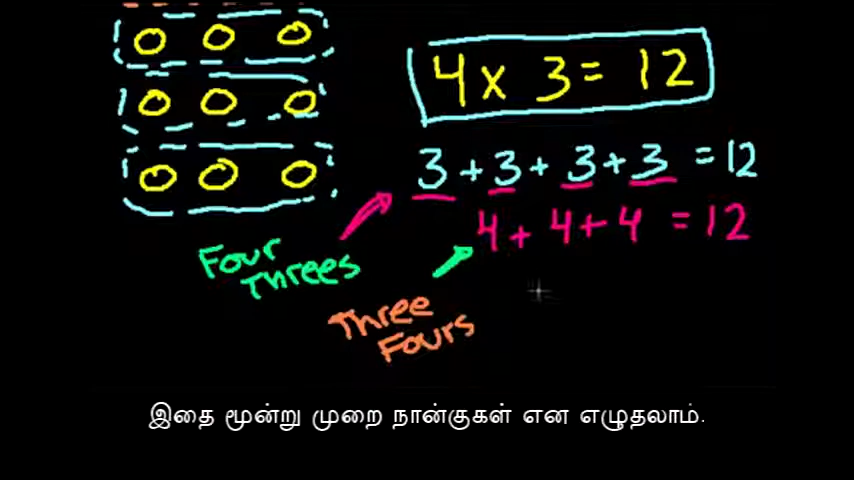 4 x 3 = 12
3 + 3 + 3 + 3 = 12
4 + 4 + 4 = 12
Four
Threes
Three
Fours
இதை மூன்று முறை நான்குகள் என எழுதலாம்.